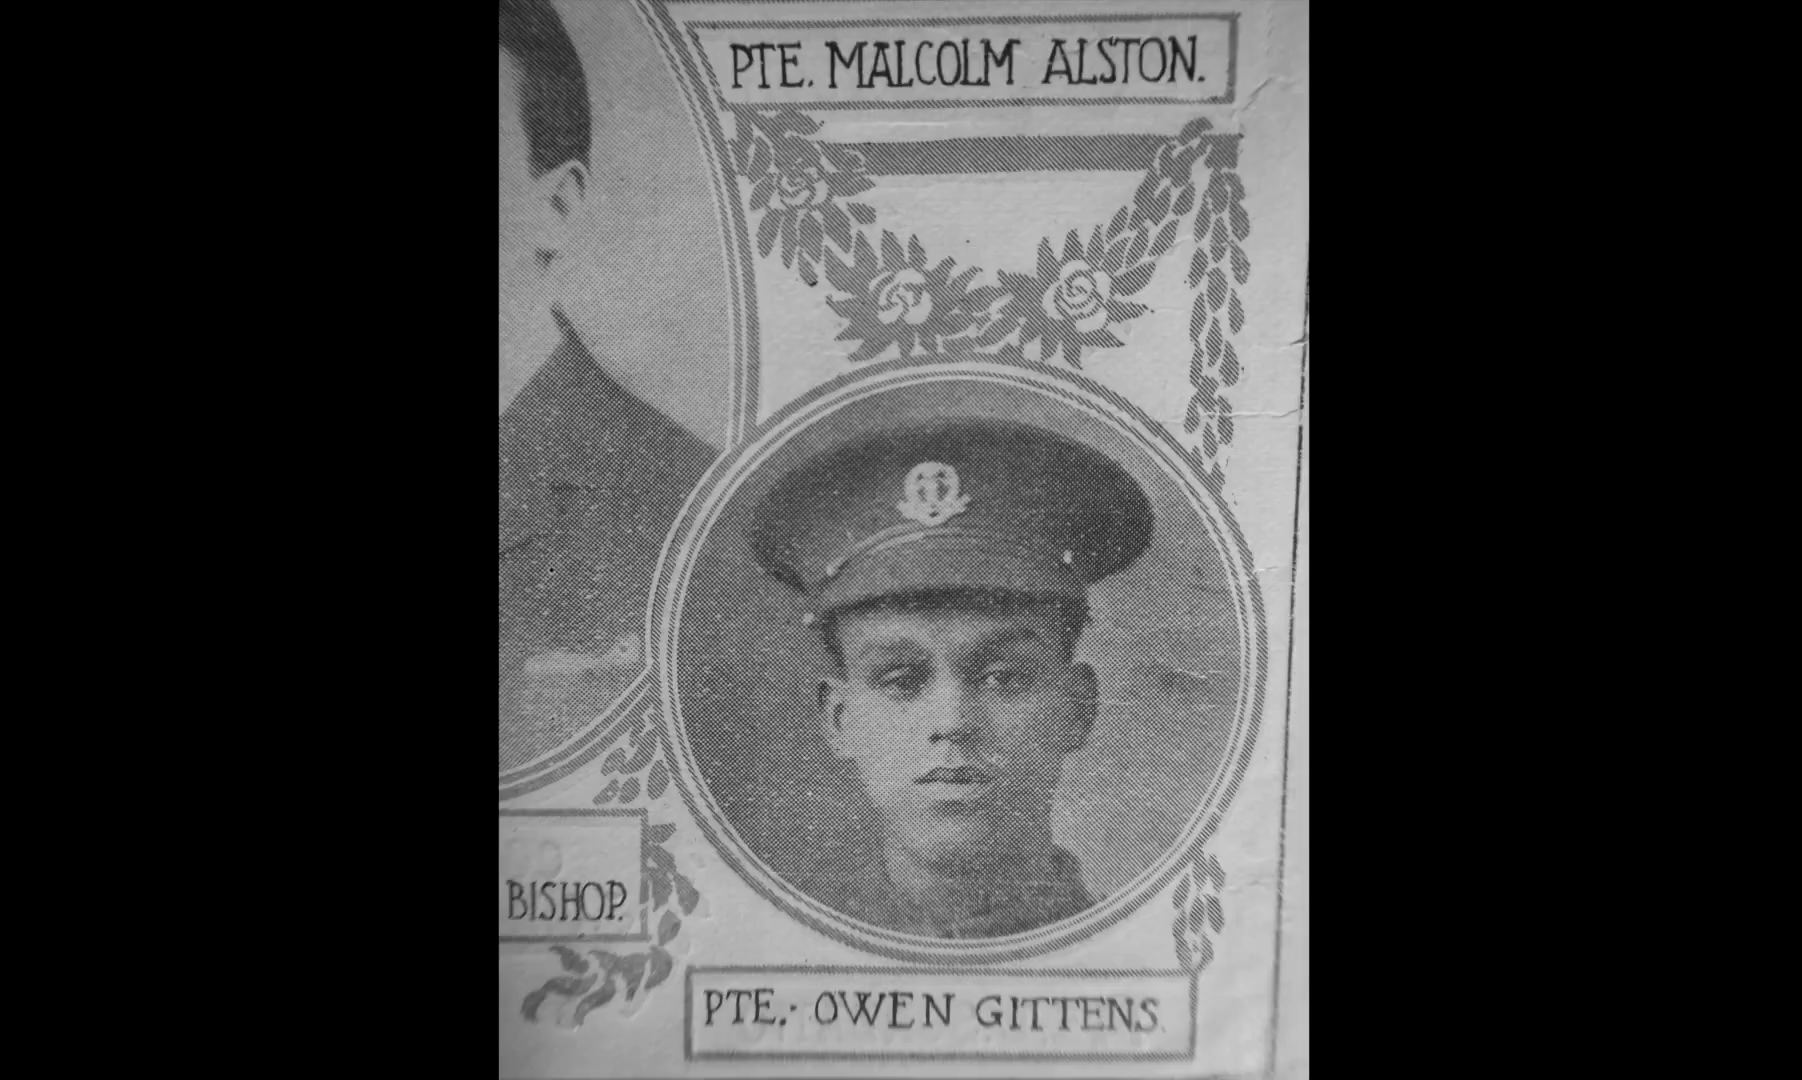 PTE. MALCOLM ALSTON.
BISHOP.
PTE. OWEN GITTENS.